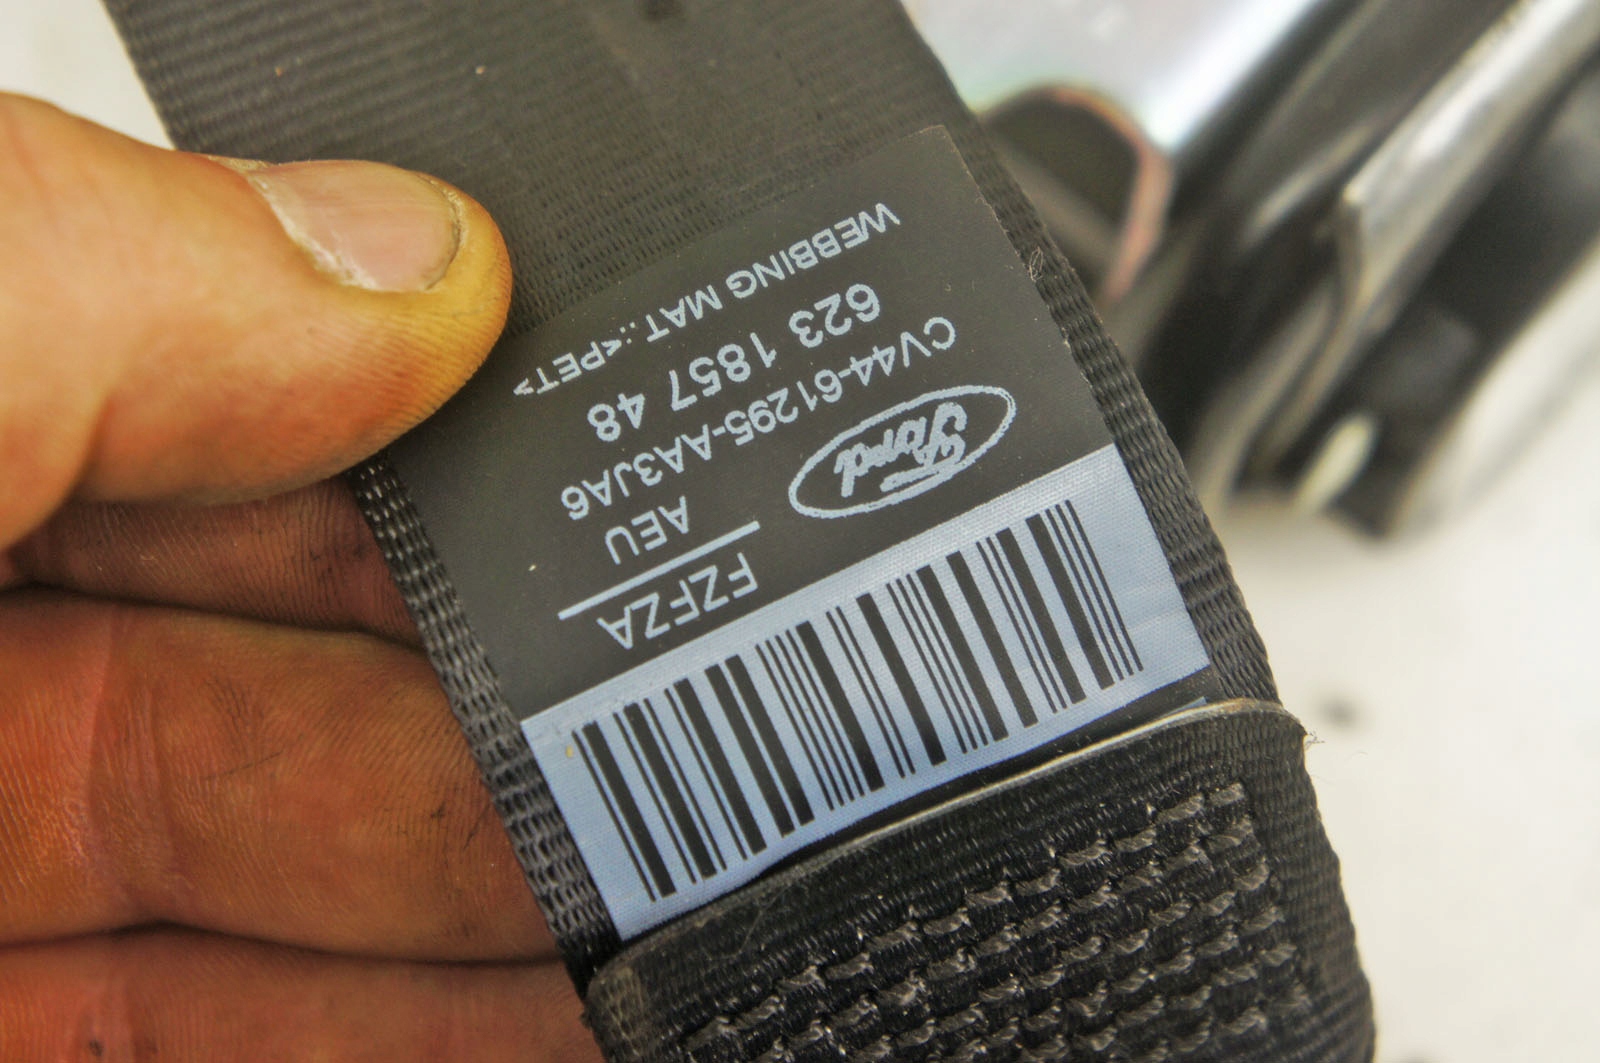 FZFZA
AEU
Ford
CV44-61295-AA3JA6
623 1857 48
WEBBING MAT.:<PET>